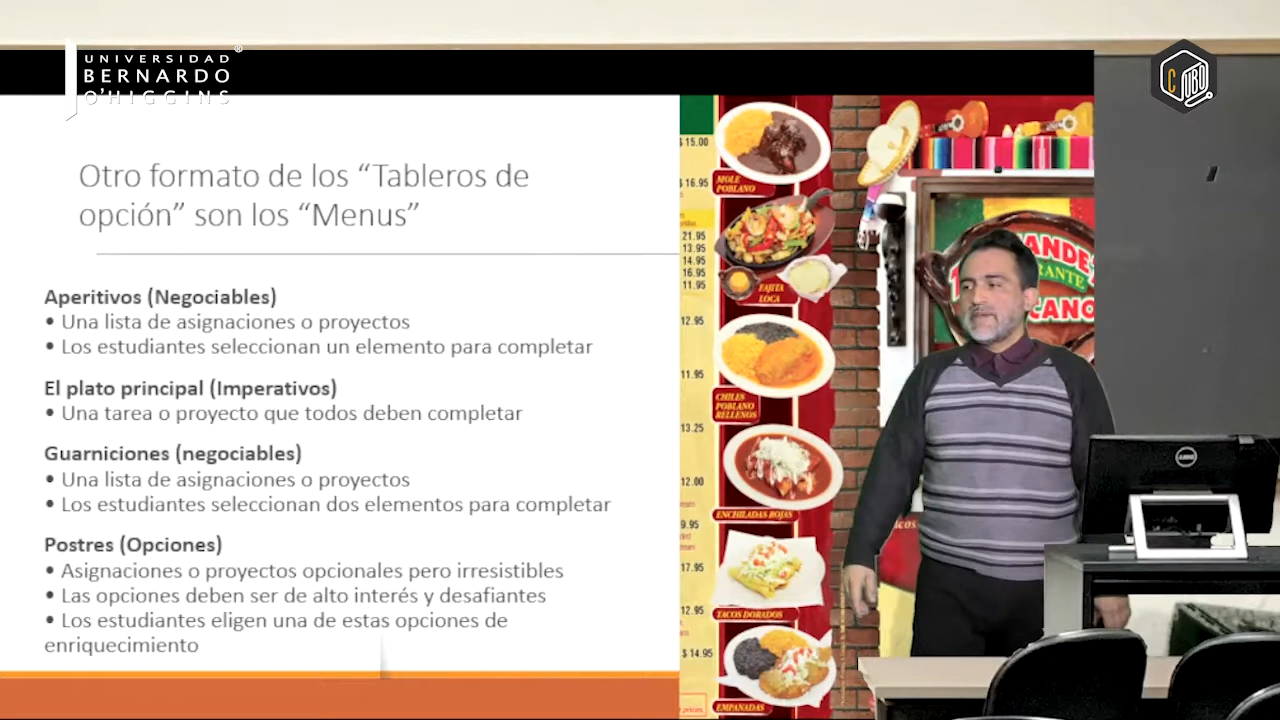 UNIVERSIDAD
BERNARDO
O'HIGGINS
®
CUBO
Otro formato de los “Tableros de
opción” son los “Menus”
Aperitivos (Negociables)
• Una lista de asignaciones o proyectos
• Los estudiantes seleccionan un elemento para completar
El plato principal (Imperativos)
• Una tarea o proyecto que todos deben completar
Guarniciones (negociables)
• Una lista de asignaciones o proyectos
• Los estudiantes seleccionan dos elementos para completar
Postres (Opciones)
• Asignaciones o proyectos opcionales pero irresistibles
• Las opciones deben ser de alto interés y desafiantes
• Los estudiantes eligen una de estas opciones de
enriquecimiento
$ 15.00
MOLE
POBLANO
$ 16.95
21.95
13.95
14.95
16.95
11.95
FAJITA
LOCA
12.95
11.95
CHILES
POBLANO
RELLENOS
13.25
12.00
ENCHILADAS ROJAS
9.95
17.95
12.95
TACOS DORADOS
$ 14.95
EMPANADAS
ANDE
RANTE
CANO
DELL